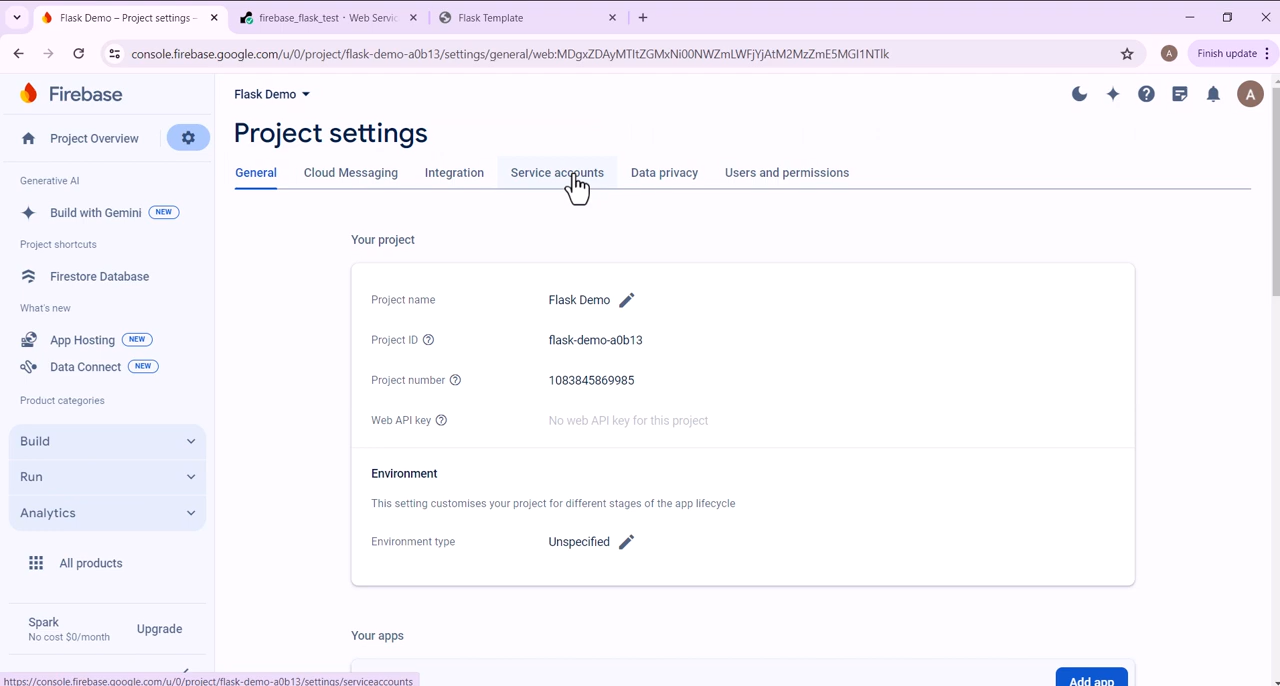 Flask Demo – Project settings -
firebase_flask_test · Web Servic
Flask Template
console.firebase.google.com/u/0/project/flask-demo-a0b13/settings/general/web:MDgxZDAyMTItZGMxNi00NWZmLWFjYjAtM2MzZmE5MGI1NTlk
A
Finish update
Firebase
Flask Demo
A
Project Overview
Project settings
General
Cloud Messaging
Integration
Service accounts
Data privacy
Users and permissions
Generative AI
Build with Gemini NEW
Project shortcuts
Firestore Database
What's new
App Hosting NEW
Data Connect NEW
Product categories
Build
Run
Analytics
All products
Spark
No cost $0/month
Upgrade
Your project
Project name Flask Demo
Project ID flask-demo-a0b13
Project number 1083845869985
Web API key No web API key for this project
Environment
This setting customises your project for different stages of the app lifecycle
Environment type Unspecified
Your apps
Add app
https://console.firebase.google.com/u/0/project/flask-demo-a0b13/settings/serviceaccounts